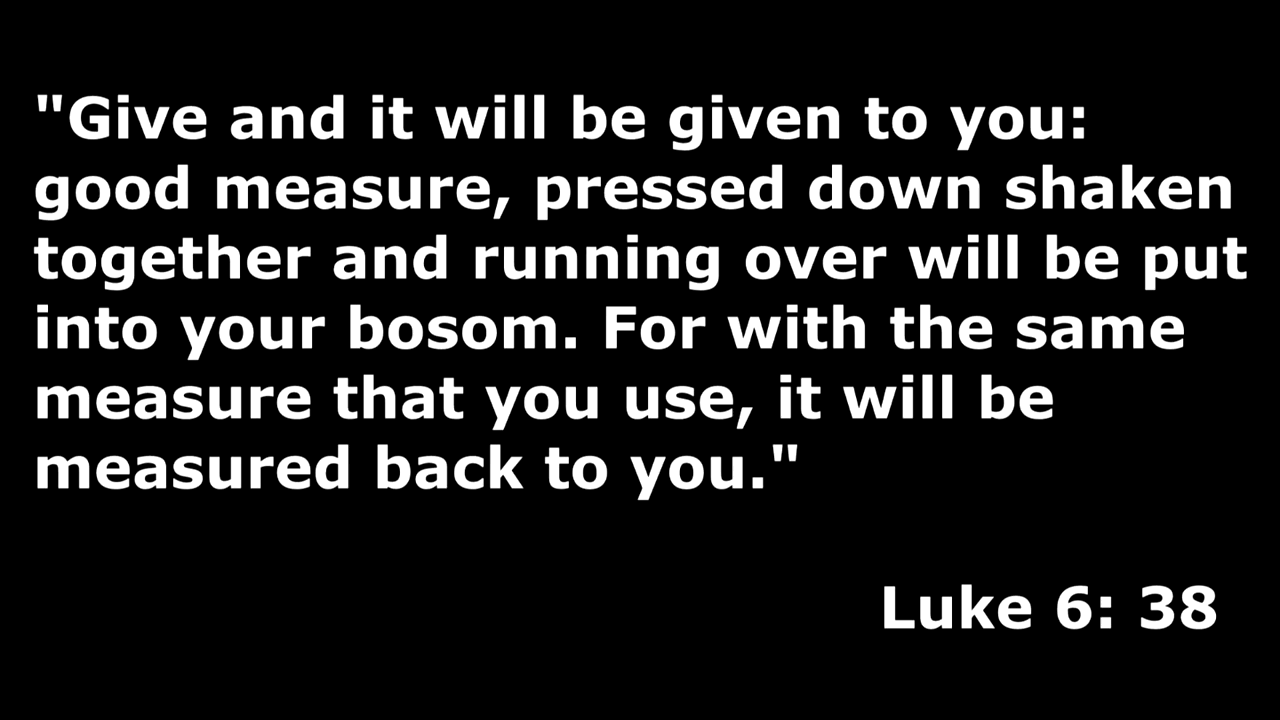 "Give and it will be given to you:
good measure, pressed down shaken
together and running over will be put
into your bosom. For with the same
measure that you use, it will be
measured back to you."
Luke 6: 38